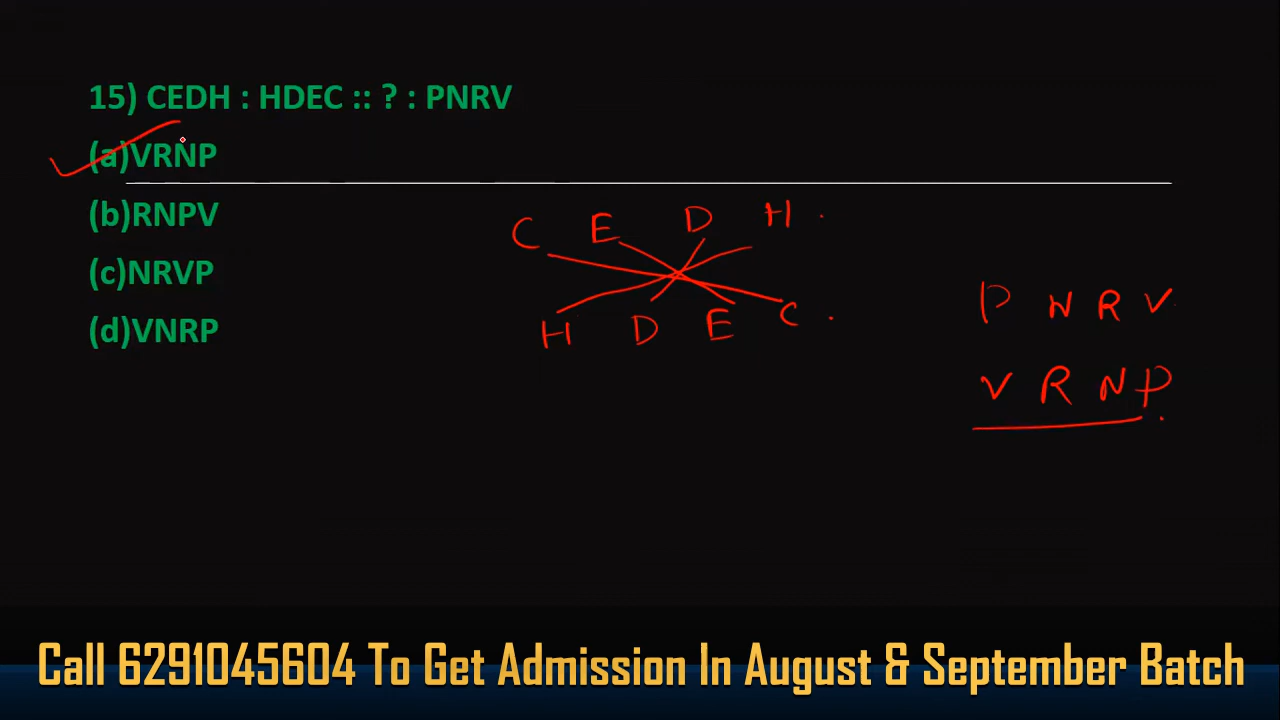 15) CEDH : HDEC :: ? : PNRV
(a)VRNP
(b)RNPV
(c)NRVP
(d)VNRP
C E D H .
H D E C .
P N R V
V R N P .
Call 6291045604 To Get Admission In August & September Batch